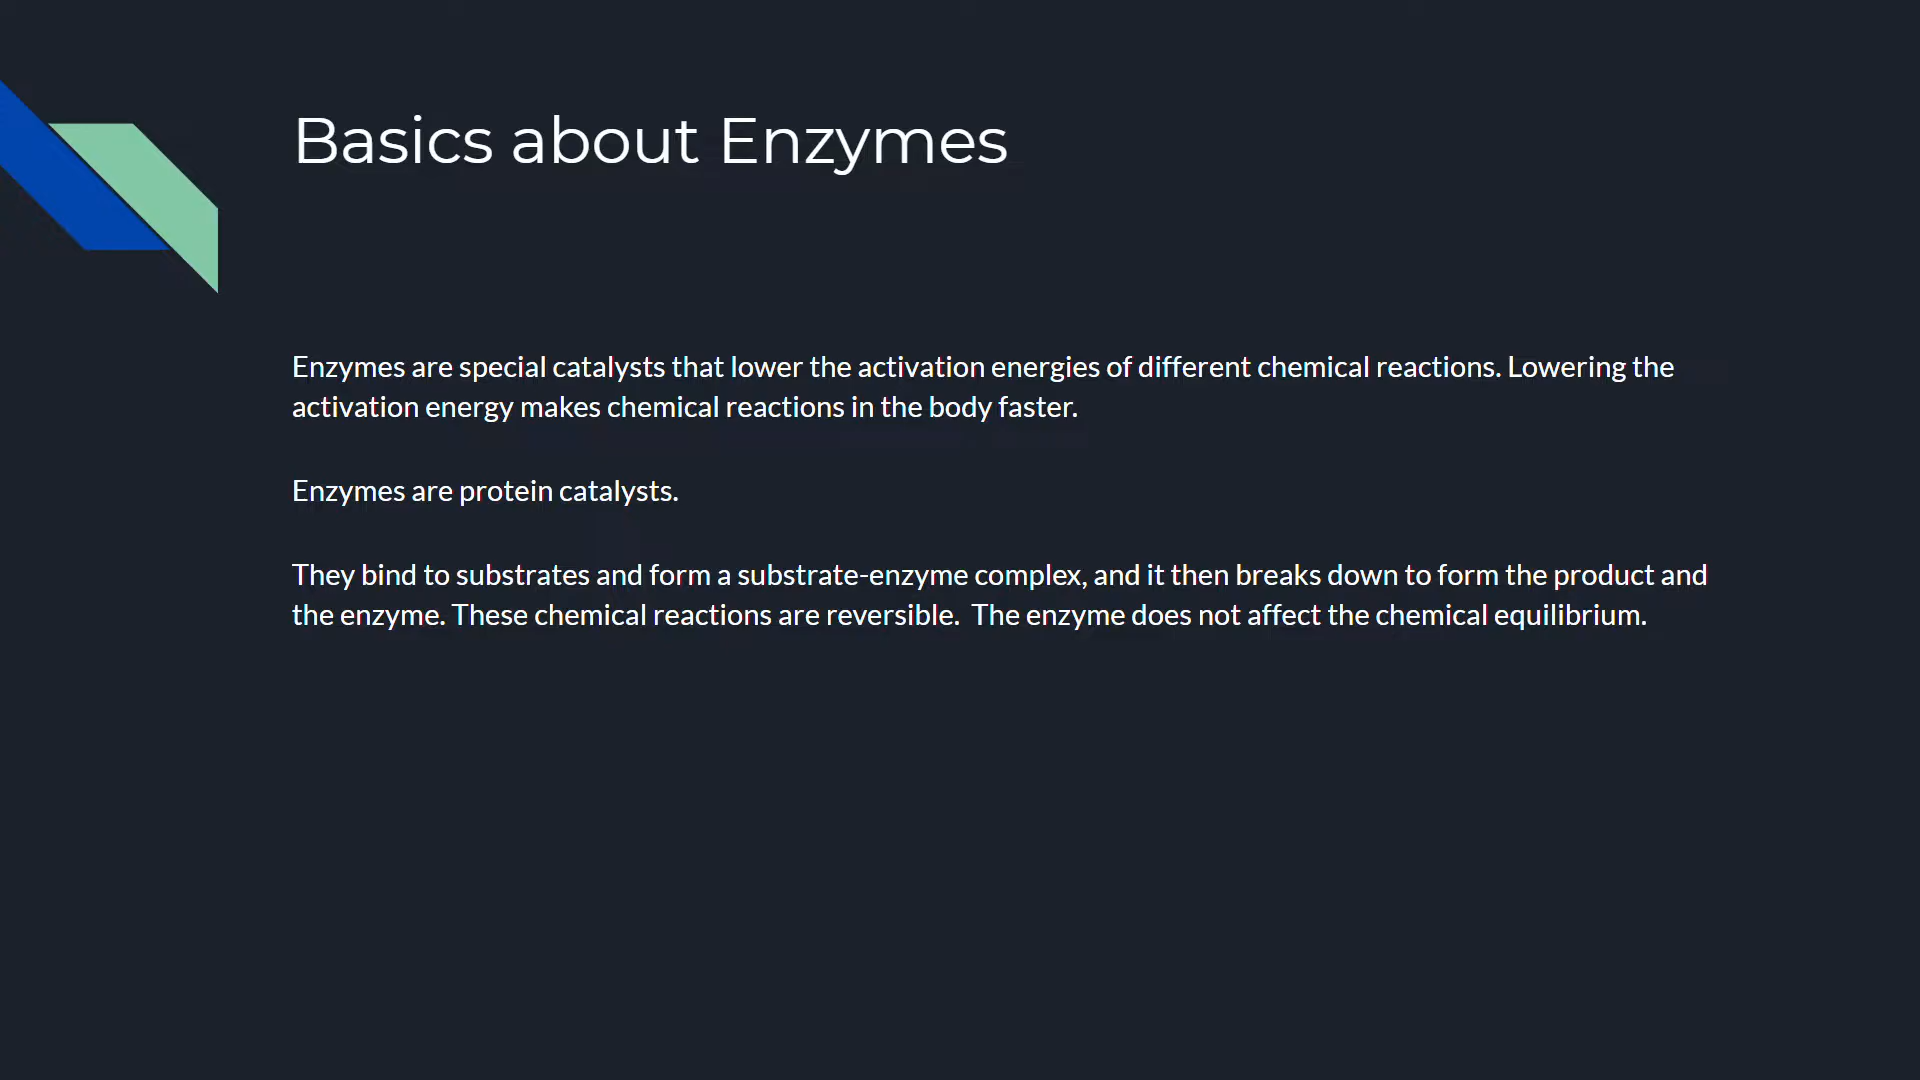 Basics about Enzymes
Enzymes are special catalysts that lower the activation energies of different chemical reactions. Lowering the
activation energy makes chemical reactions in the body faster.
Enzymes are protein catalysts.
They bind to substrates and form a substrate-enzyme complex, and it then breaks down to form the product and
the enzyme. These chemical reactions are reversible.  The enzyme does not affect the chemical equilibrium.